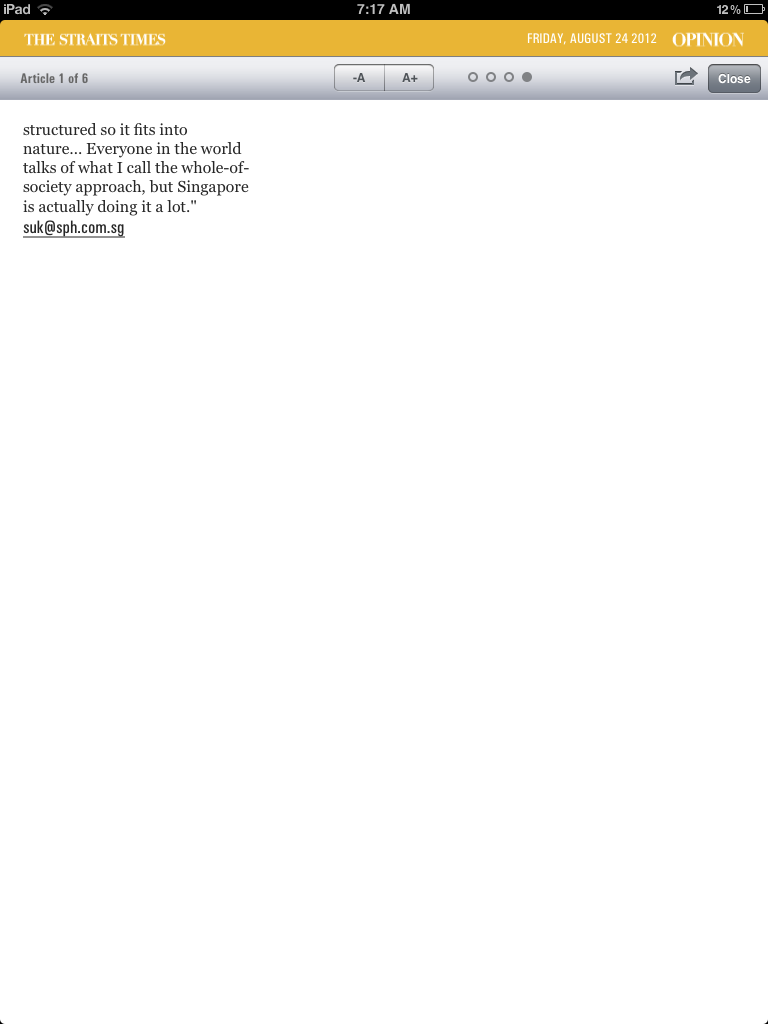 iPad 7:17 AM 12%
THE STRAITS TIMES FRIDAY, AUGUST 24 2012 OPINION
Article 1 of 6 -A A+ Close
structured so it fits into
nature... Everyone in the world
talks of what I call the whole-of-
society approach, but Singapore
is actually doing it a lot."
suk@sph.com.sg